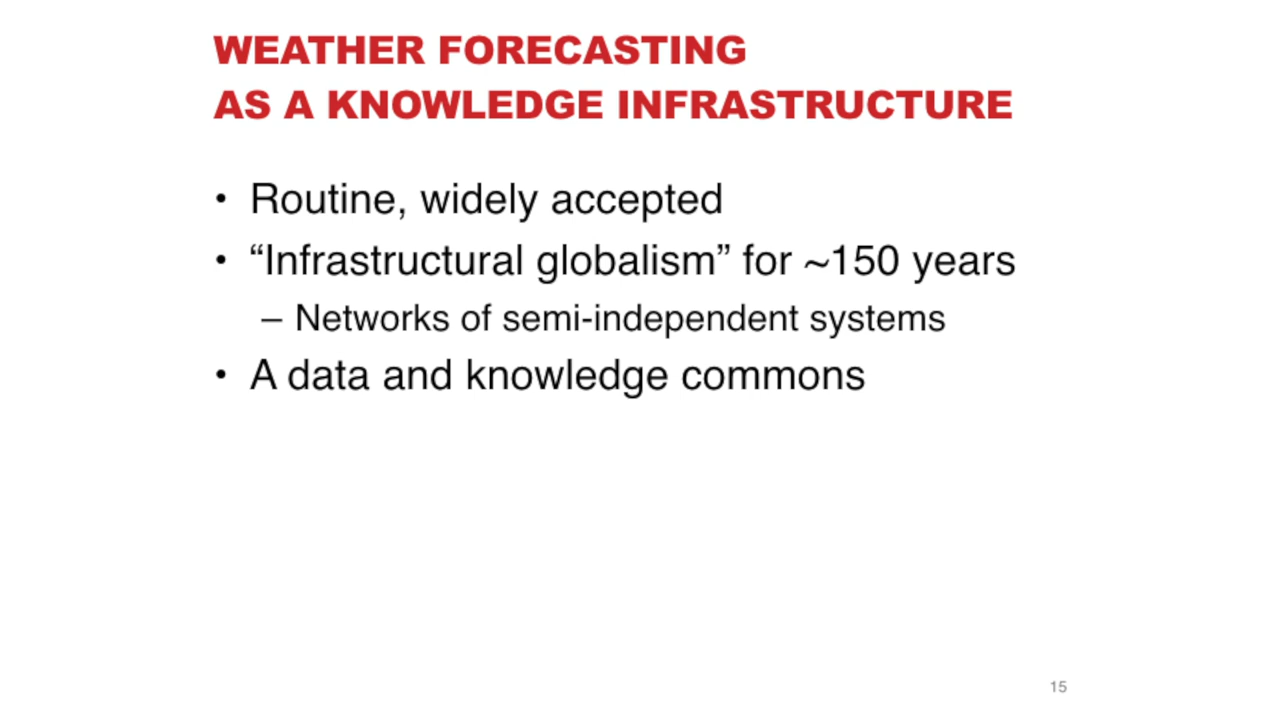 WEATHER FORECASTING
AS A KNOWLEDGE INFRASTRUCTURE
• Routine, widely accepted
• “Infrastructural globalism” for ~150 years
– Networks of semi-independent systems
• A data and knowledge commons
15